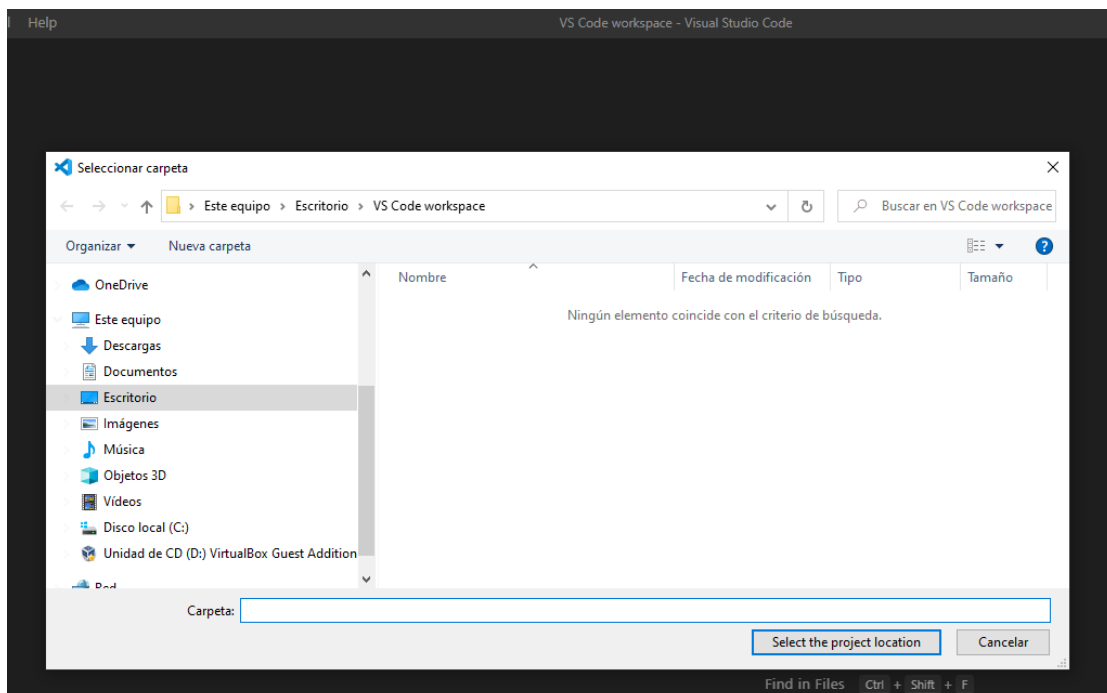 Help
VS Code workspace - Visual Studio Code
Seleccionar carpeta
Este equipo > Escritorio > VS Code workspace
Buscar en VS Code workspace
Organizar
Nueva carpeta
OneDrive
Este equipo
Descargas
Documentos
Escritorio
Imágenes
Música
Objetos 3D
Vídeos
Disco local (C:)
Unidad de CD (D:) VirtualBox Guest Addition
Red
Nombre
Fecha de modificación
Tipo
Tamaño
Ningún elemento coincide con el criterio de búsqueda.
Carpeta:
Select the project location
Cancelar
Find in Files Ctrl + Shift + F